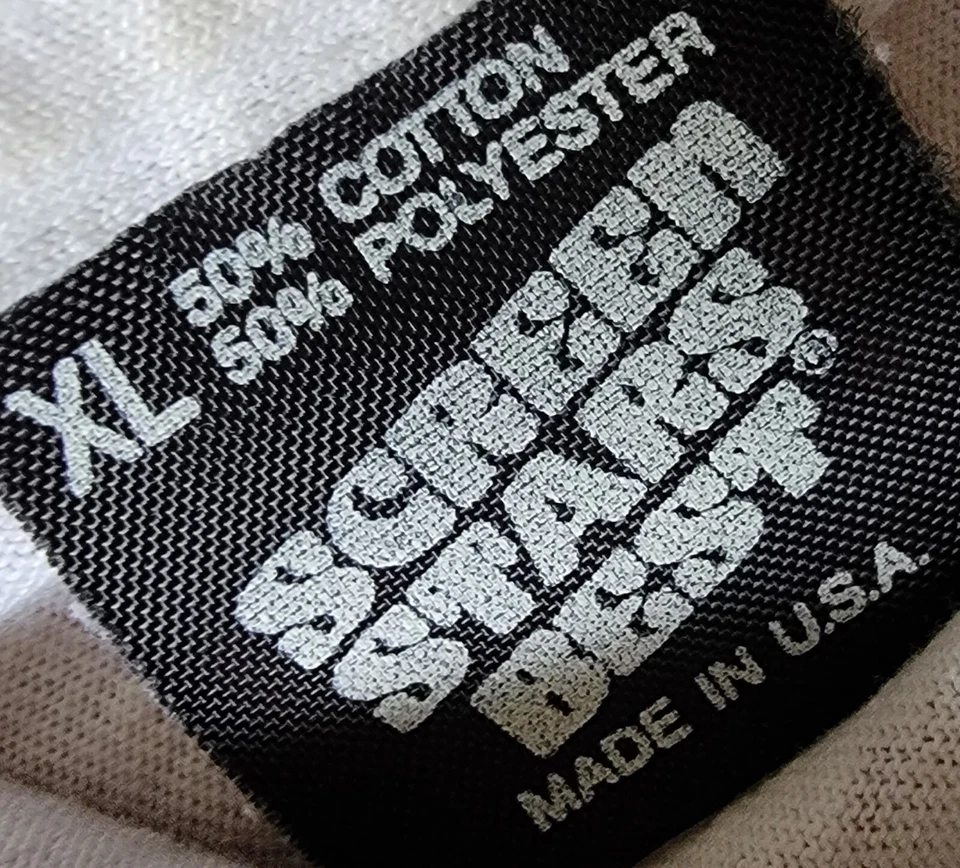 XL
50% COTTON
50% POLYESTER
SCREEN
STARS®
BEST
MADE IN U.S.A.